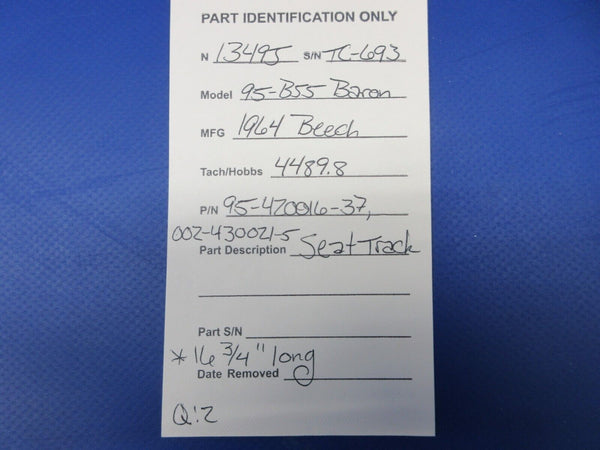 PART IDENTIFICATION ONLY
N 13495 S/N TC-693
Model 95-B55 Baron
MFG 1964 Beech
Tach/Hobbs 4489.8
P/N 95-420016-37,
002-430021-5
Part Description Seat Track
Part S/N
* 16 3/4" long
Date Removed
Q:2